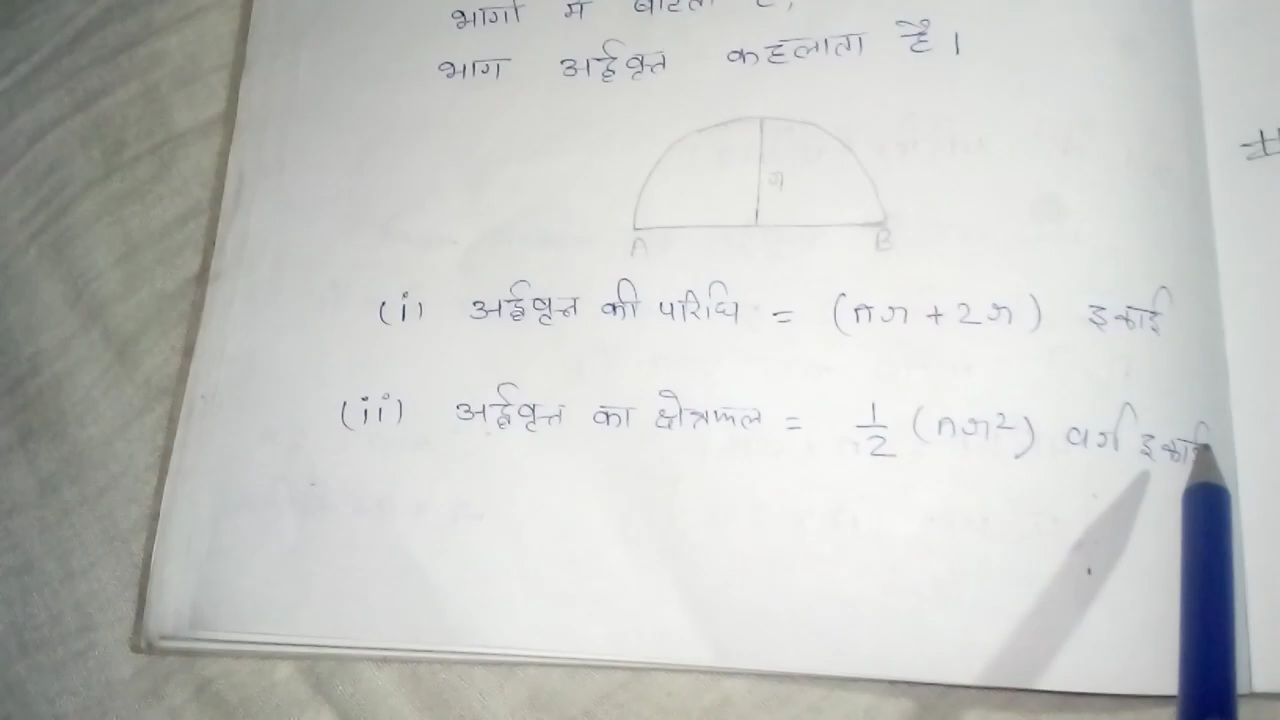 भागों में
भाग अर्द्धवृत्त कहलाता है।
r
A B
(i) अर्द्धवृत्त की परिधि = (πr + 2r) इकाई
(ii) अर्द्धवृत्त का क्षेत्रफल = 1/2 (πr²) वर्ग इकाई
#